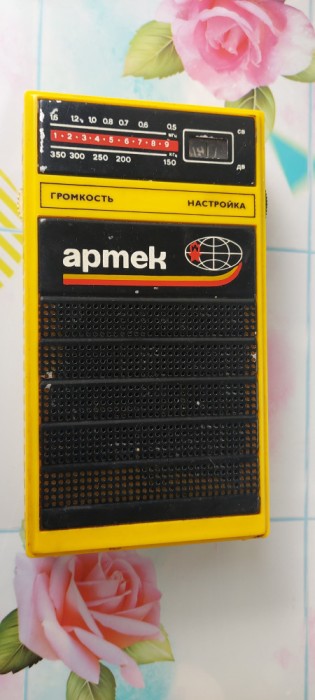 1,6 1,2 1,0 0,8 0,7 0,6 0,5
МГц СВ
1·2·3·4·5·6·7·8·9
350 300 250 200 150
КГц ДВ
ГРОМКОСТЬ НАСТРОЙКА
артек